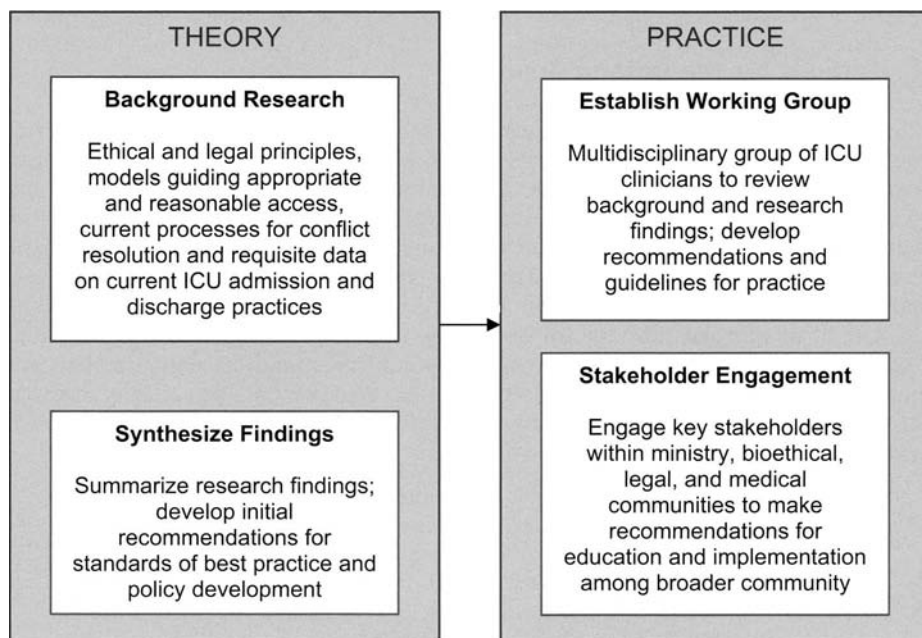 THEORY
Background Research
Ethical and legal principles,
models guiding appropriate
and reasonable access,
current processes for conflict
resolution and requisite data
on current ICU admission and
discharge practices
Synthesize Findings
Summarize research findings;
develop initial
recommendations for
standards of best practice and
policy development
PRACTICE
Establish Working Group
Multidisciplinary group of ICU
clinicians to review
background and research
findings; develop
recommendations and
guidelines for practice
Stakeholder Engagement
Engage key stakeholders
within ministry, bioethical,
legal, and medical
communities to make
recommendations for
education and implementation
among broader community